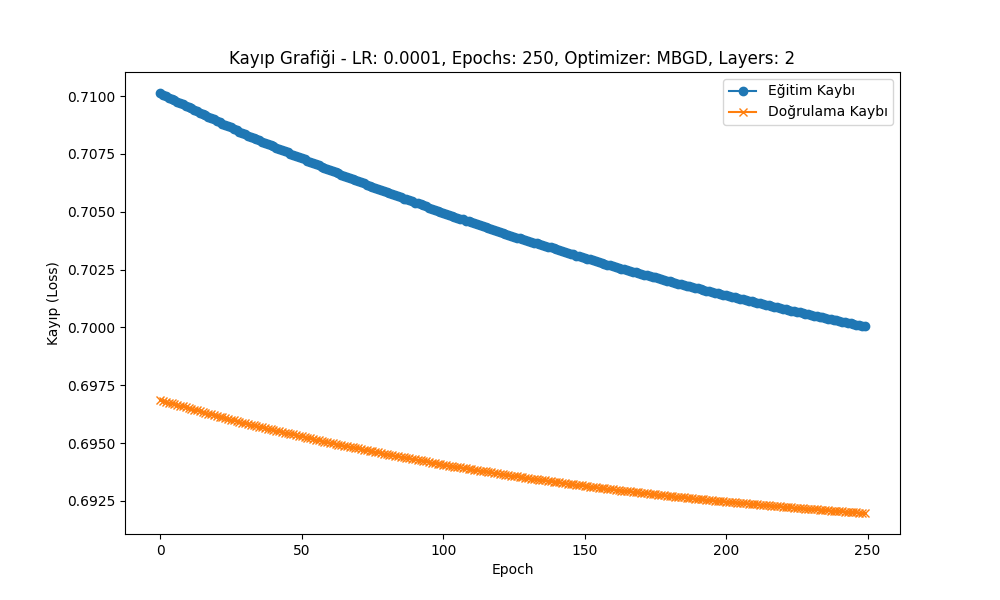 Kayıp Grafiği - LR: 0.0001, Epochs: 250, Optimizer: MBGD, Layers: 2
Eğitim Kaybı
Doğrulama Kaybı
Kayıp (Loss)
0.7100
0.7075
0.7050
0.7025
0.7000
0.6975
0.6950
0.6925
0
50
100
150
200
250
Epoch